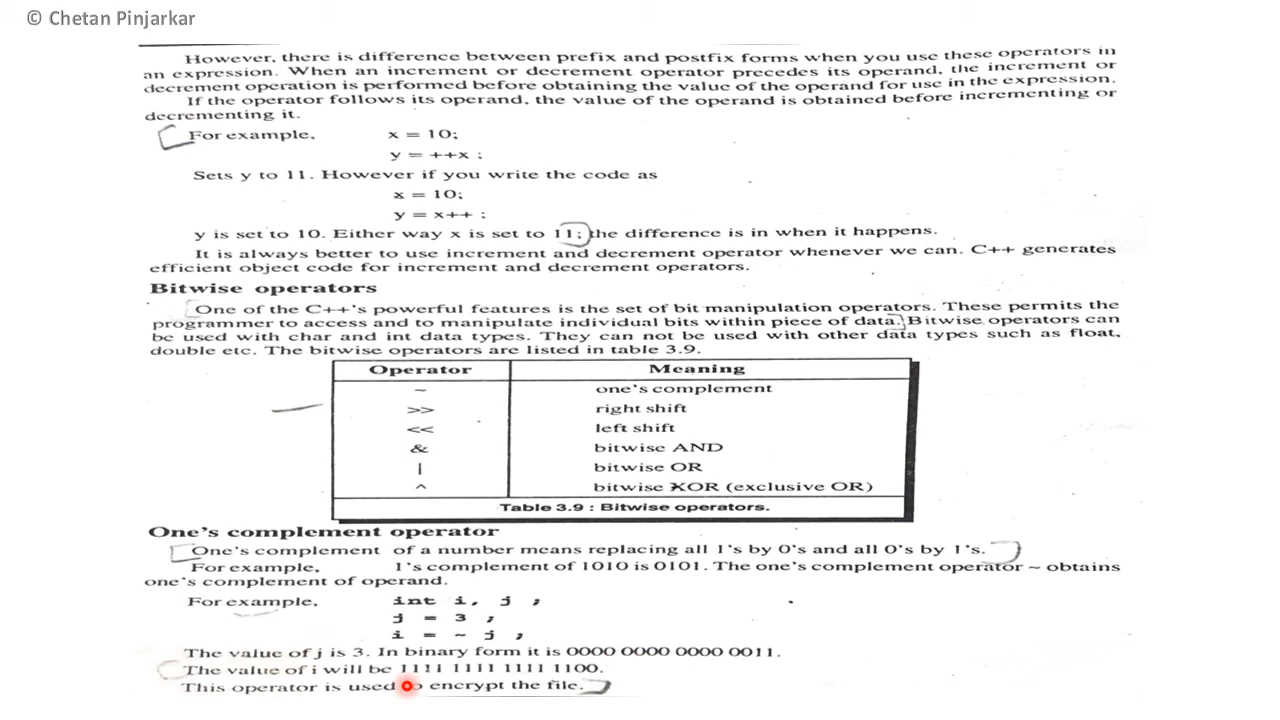 © Chetan Pinjarkar
However, there is difference between prefix and postfix forms when you use these operators in
an expression. When an increment or decrement operator precedes its operand, the increment or
decrement operation is performed before obtaining the value of the operand for use in the expression.
If the operator follows its operand, the value of the operand is obtained before incrementing or
decrementing it.
For example, x = 10;
y = ++x ;
Sets y to 11. However if you write the code as
x = 10;
y = x++ ;
y is set to 10. Either way x is set to 11; the difference is in when it happens.
It is always better to use increment and decrement operator whenever we can. C++ generates
efficient object code for increment and decrement operators.
Bitwise operators
One of the C++'s powerful features is the set of bit manipulation operators. These permits the
programmer to access and to manipulate individual bits within piece of data. Bitwise operators can
be used with char and int data types. They can not be used with other data types such as float,
double etc. The bitwise operators are listed in table 3.9.
Operator Meaning
~ one's complement
>> right shift
<< left shift
& bitwise AND
| bitwise OR
^ bitwise XOR (exclusive OR)
Table 3.9 : Bitwise operators.
One's complement operator
One's complement of a number means replacing all 1's by 0's and all 0's by 1's.
For example, 1's complement of 1010 is 0101. The one's complement operator ~ obtains
one's complement of operand.
For example, int i, j ;
j = 3 ;
i = ~ j ;
The value of j is 3. In binary form it is 0000 0000 0000 0011.
The value of i will be 1111 1111 1111 1100.
This operator is used encrypt the file.